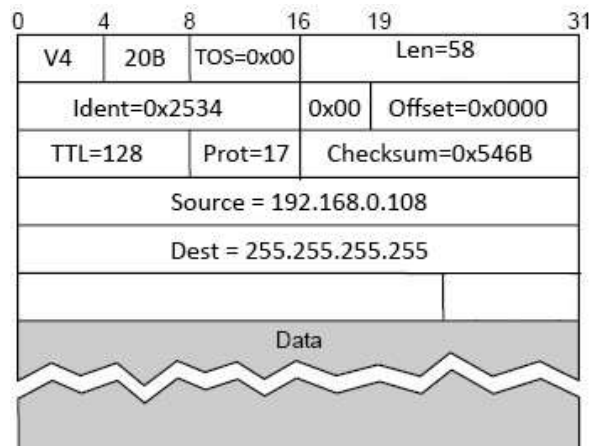 0 4 8 16 19 31
V4 20B TOS=0x00 Len=58
Ident=0x2534 0x00 Offset=0x0000
TTL=128 Prot=17 Checksum=0x546B
Source = 192.168.0.108
Dest = 255.255.255.255
Data